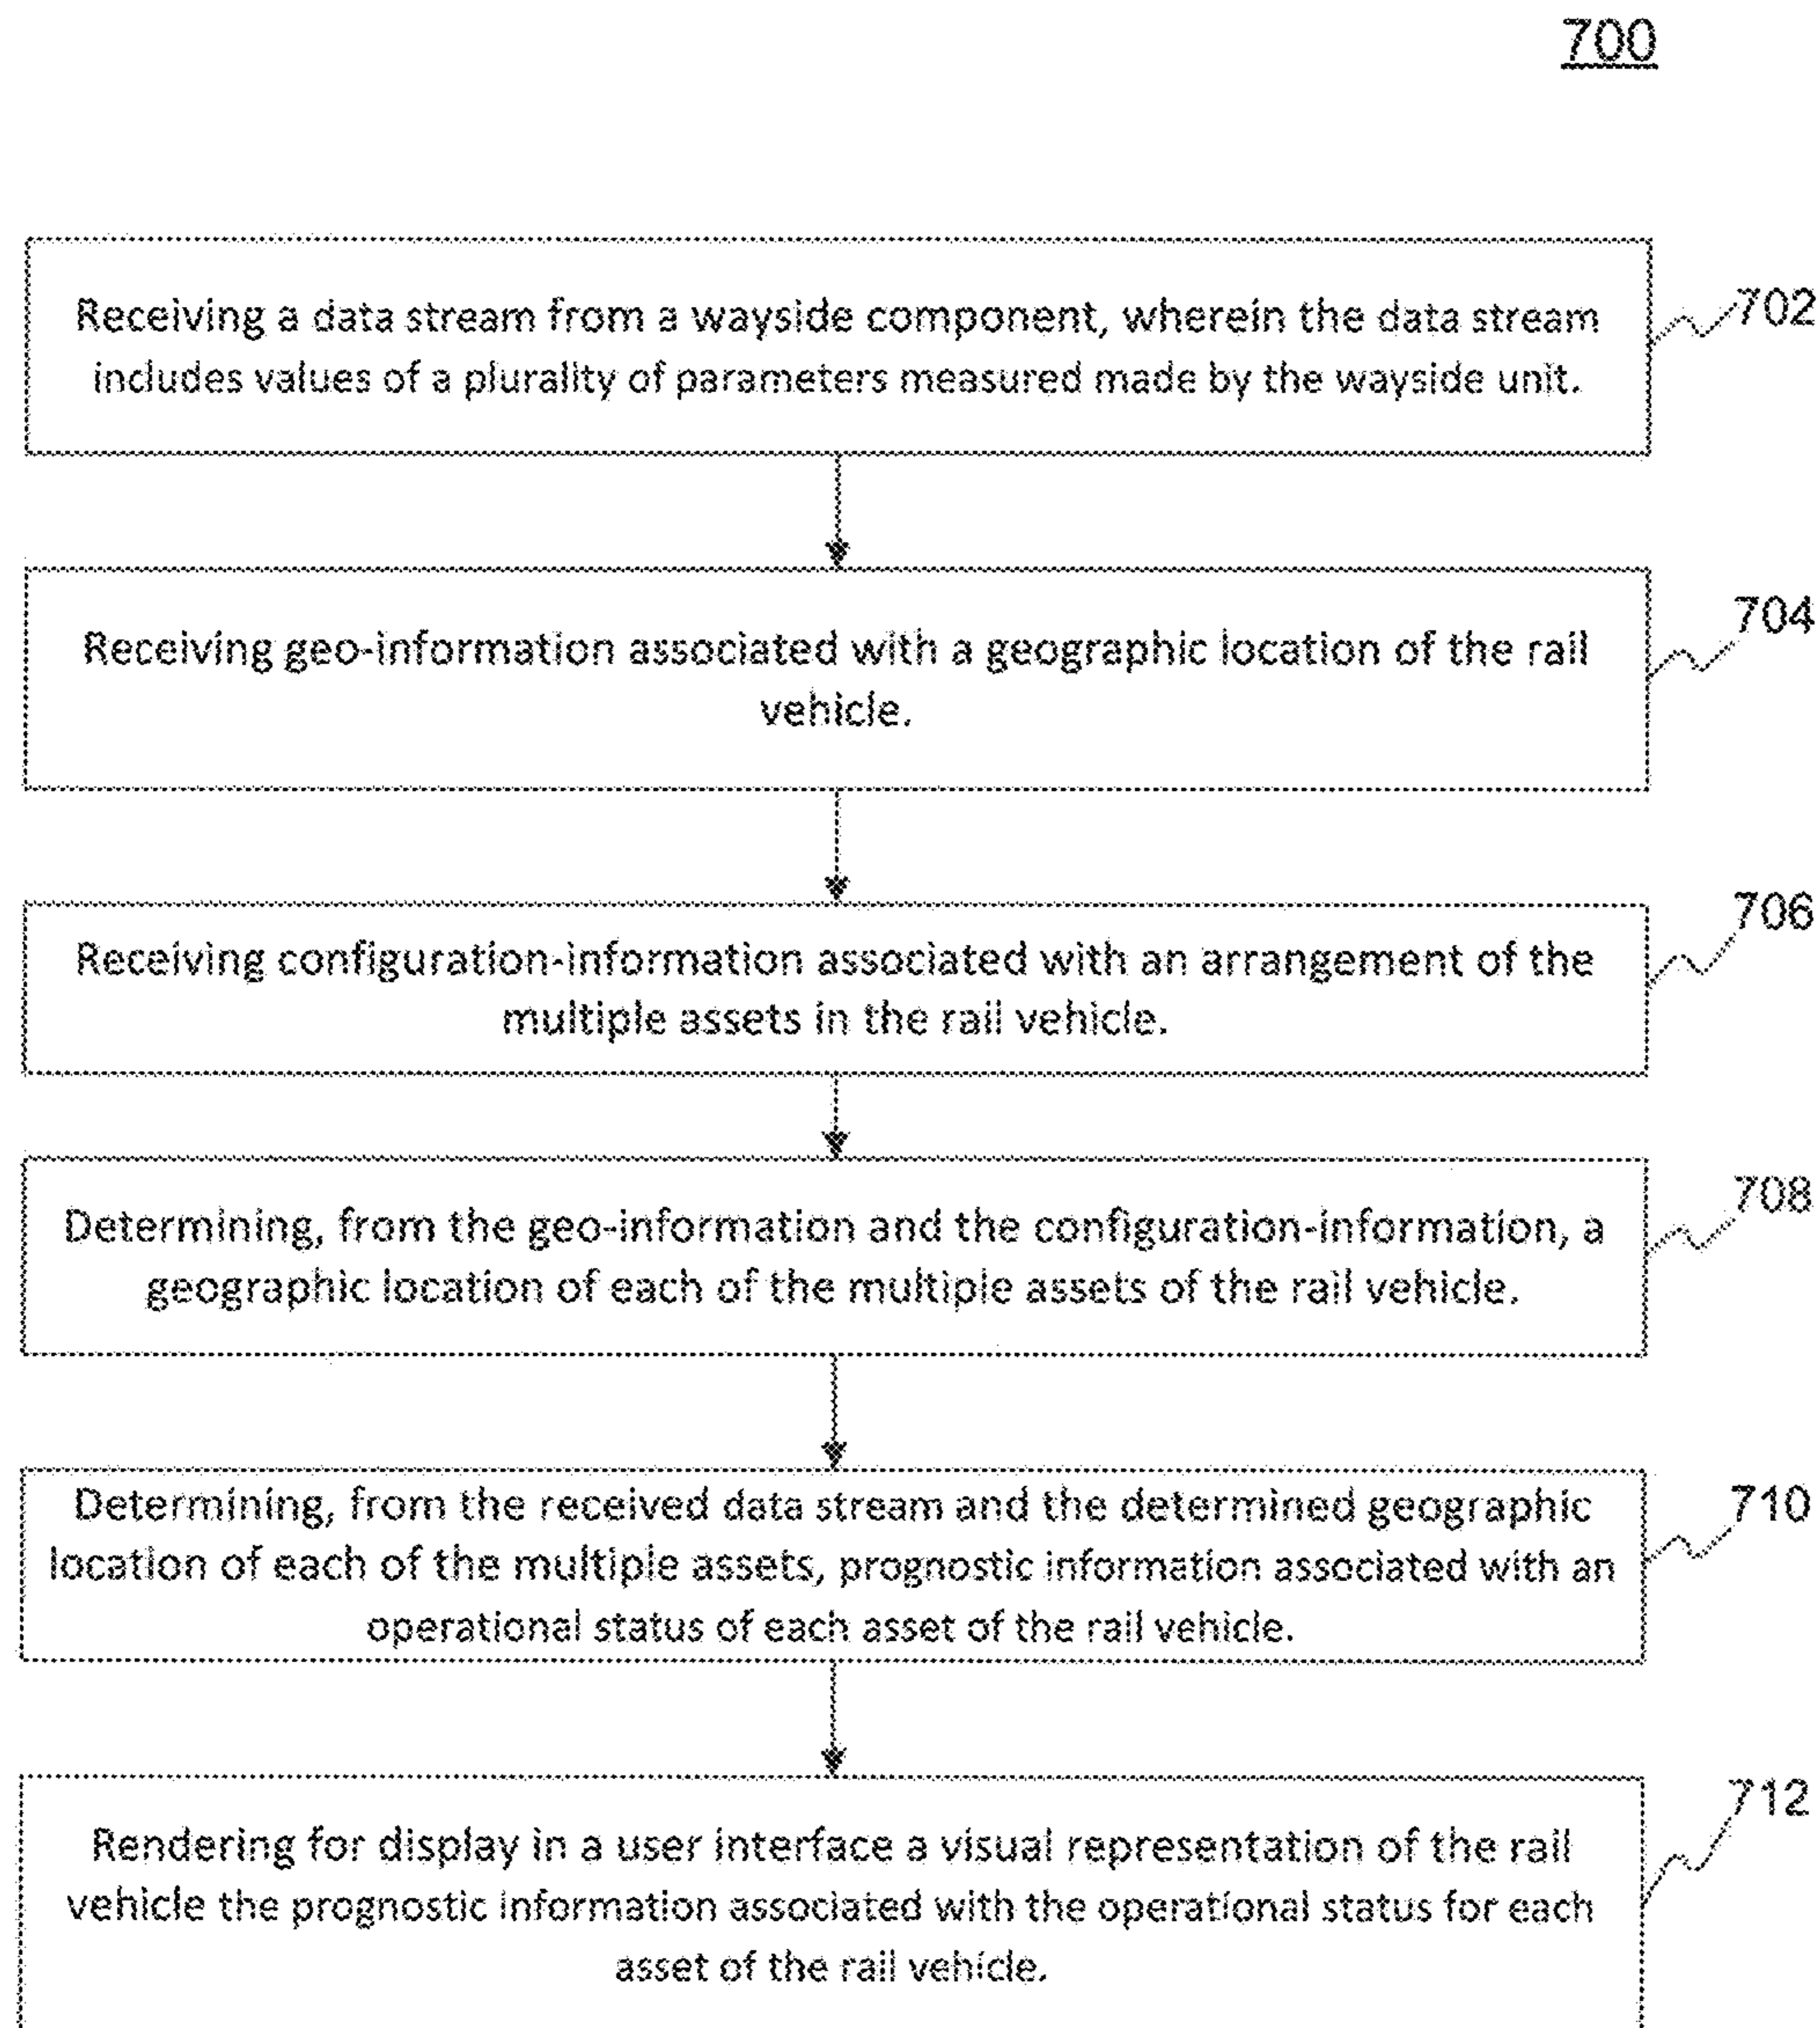 700
Receiving a data stream from a wayside component, wherein the data stream
includes values of a plurality of parameters measured made by the wayside unit.
702
Receiving geo-information associated with a geographic location of the rail
vehicle.
704
Receiving configuration-information associated with an arrangement of the
multiple assets in the rail vehicle.
706
Determining, from the geo-information and the configuration-information, a
geographic location of each of the multiple assets of the rail vehicle.
708
Determining, from the received data stream and the determined geographic
location of each of the multiple assets, prognostic information associated with an
operational status of each asset of the rail vehicle.
710
Rendering for display in a user interface a visual representation of the rail
vehicle the prognostic information associated with the operational status for each
asset of the rail vehicle.
712